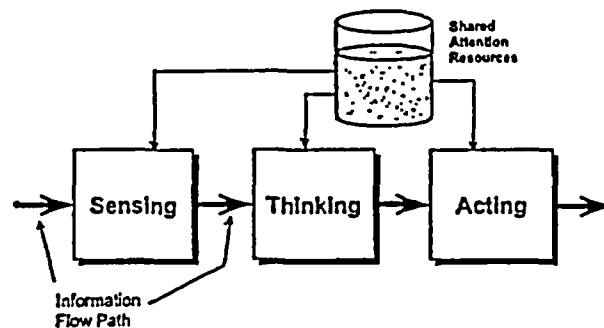 Shared
Attention
Resources
Sensing
Thinking
Acting
Information
Flow Path